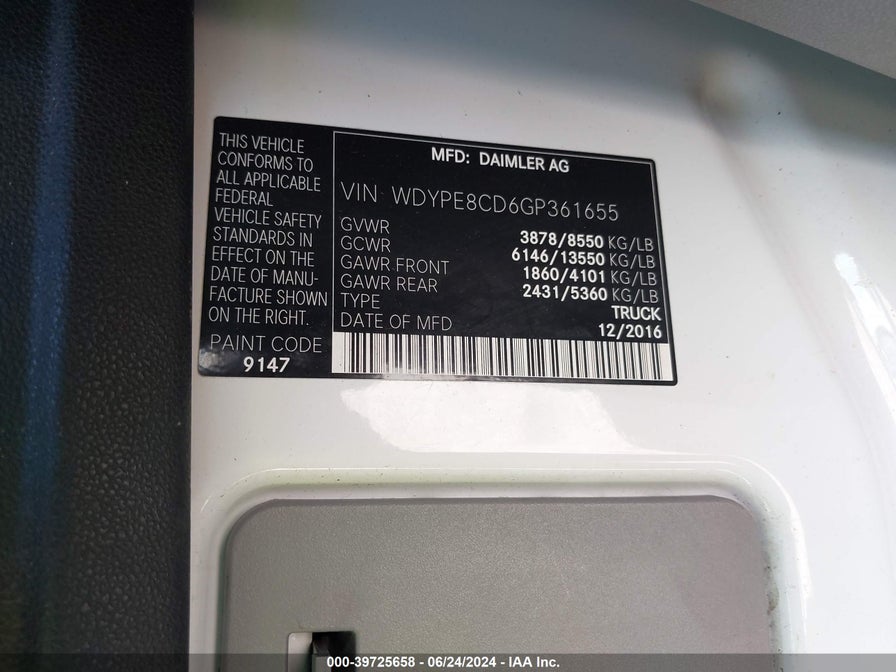 THIS VEHICLE
CONFORMS TO
ALL APPLICABLE
FEDERAL
VEHICLE SAFETY
STANDARDS IN
EFFECT ON THE
DATE OF MANU-
FACTURE SHOWN
ON THE RIGHT.
PAINT CODE
9147
MFD: DAIMLER AG
VIN WDYPE8CD6GP361655
GVWR 3878/8550 KG/LB
GCWR 6146/13550 KG/LB
GAWR FRONT 1860/4101 KG/LB
GAWR REAR 2431/5360 KG/LB
TYPE TRUCK
DATE OF MFD 12/2016
000-39725658 - 06/24/2024 - IAA Inc.